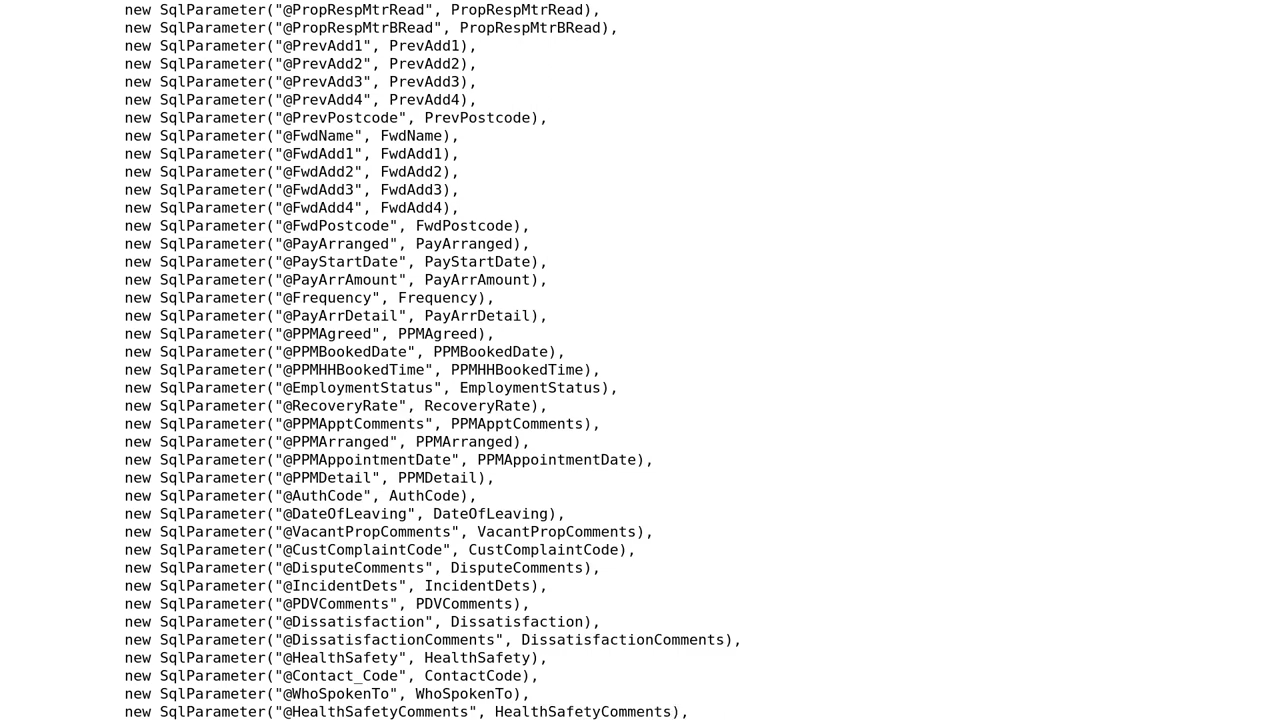 new SqlParameter("@PropRespMtrRead", PropRespMtrRead),
new SqlParameter("@PropRespMtrBRead", PropRespMtrBRead),
new SqlParameter("@PrevAdd1", PrevAdd1),
new SqlParameter("@PrevAdd2", PrevAdd2),
new SqlParameter("@PrevAdd3", PrevAdd3),
new SqlParameter("@PrevAdd4", PrevAdd4),
new SqlParameter("@PrevPostcode", PrevPostcode),
new SqlParameter("@FwdName", FwdName),
new SqlParameter("@FwdAdd1", FwdAdd1),
new SqlParameter("@FwdAdd2", FwdAdd2),
new SqlParameter("@FwdAdd3", FwdAdd3),
new SqlParameter("@FwdAdd4", FwdAdd4),
new SqlParameter("@FwdPostcode", FwdPostcode),
new SqlParameter("@PayArranged", PayArranged),
new SqlParameter("@PayStartDate", PayStartDate),
new SqlParameter("@PayArrAmount", PayArrAmount),
new SqlParameter("@Frequency", Frequency),
new SqlParameter("@PayArrDetail", PayArrDetail),
new SqlParameter("@PPMAgreed", PPMAgreed),
new SqlParameter("@PPMBookedDate", PPMBookedDate),
new SqlParameter("@PPMHHBookedTime", PPMHHBookedTime),
new SqlParameter("@EmploymentStatus", EmploymentStatus),
new SqlParameter("@RecoveryRate", RecoveryRate),
new SqlParameter("@PPMApptComments", PPMApptComments),
new SqlParameter("@PPMArranged", PPMArranged),
new SqlParameter("@PPMAppointmentDate", PPMAppointmentDate),
new SqlParameter("@PPMDetail", PPMDetail),
new SqlParameter("@AuthCode", AuthCode),
new SqlParameter("@DateOfLeaving", DateOfLeaving),
new SqlParameter("@VacantPropComments", VacantPropComments),
new SqlParameter("@CustComplaintCode", CustComplaintCode),
new SqlParameter("@DisputeComments", DisputeComments),
new SqlParameter("@IncidentDets", IncidentDets),
new SqlParameter("@PDVComments", PDVComments),
new SqlParameter("@Dissatisfaction", Dissatisfaction),
new SqlParameter("@DissatisfactionComments", DissatisfactionComments),
new SqlParameter("@HealthSafety", HealthSafety),
new SqlParameter("@Contact_Code", ContactCode),
new SqlParameter("@WhoSpokenTo", WhoSpokenTo),
new SqlParameter("@HealthSafetyComments", HealthSafetyComments),